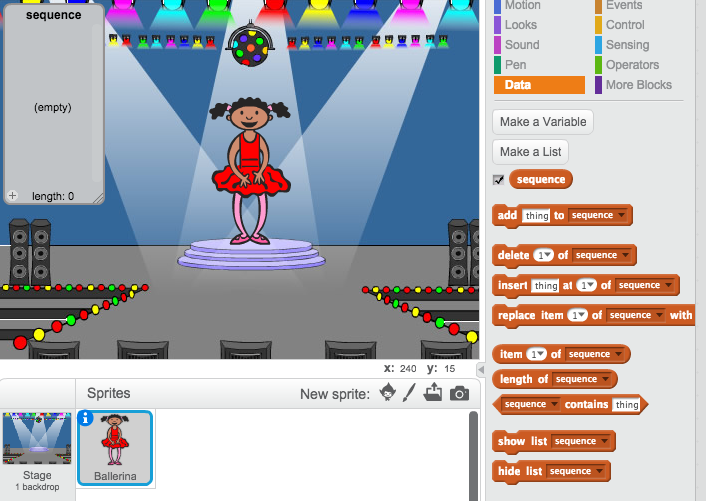 sequence
(empty)
+ length: 0
x: 240 y: 15
Sprites
New sprite:
Stage
1 backdrop
i
Ballerina
Motion
Events
Looks
Control
Sound
Sensing
Pen
Operators
Data
More Blocks
Make a Variable
Make a List
sequence
add thing to sequence
delete 1 of sequence
insert thing at 1 of sequence
replace item 1 of sequence with
item 1 of sequence
length of sequence
sequence contains thing
show list sequence
hide list sequence